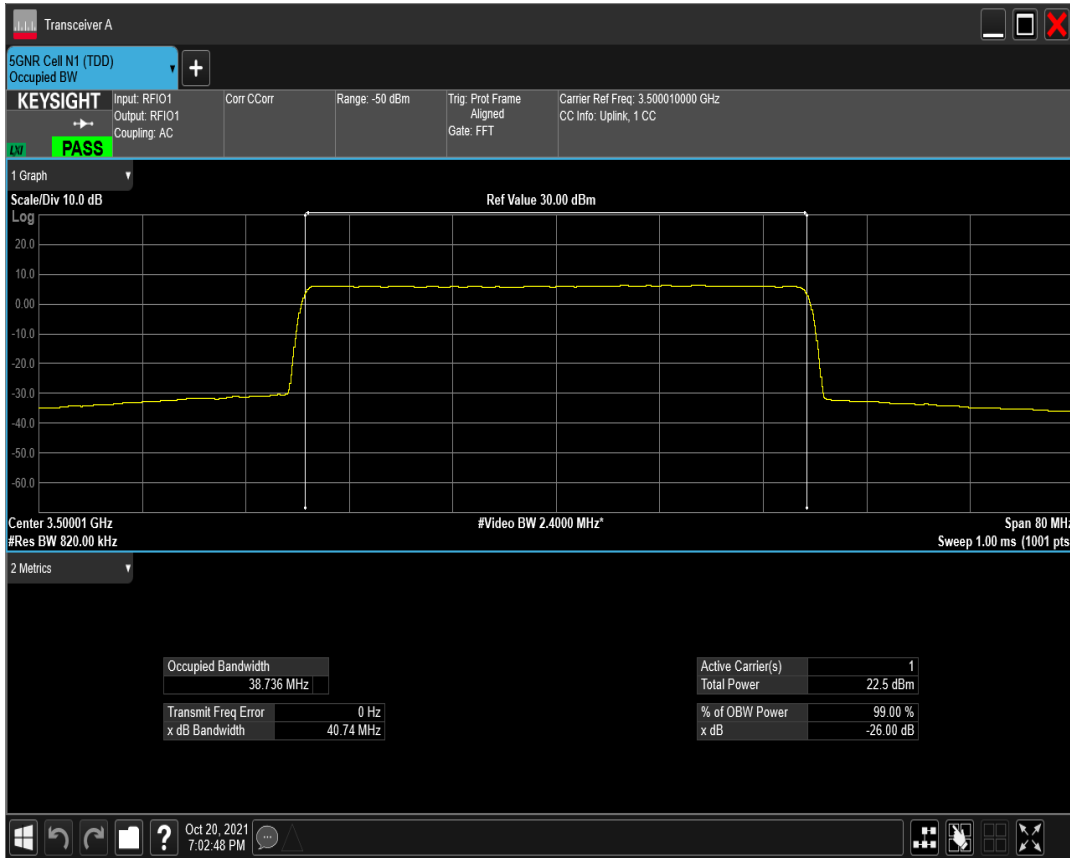 Transceiver A
5GNR Cell N1 (TDD)
Occupied BW
+
KEYSIGHT
LXI
PASS
Input: RFIO1
Output: RFIO1
Coupling: AC
Corr CCorr
Range: -50 dBm
Trig: Prot Frame
Aligned
Gate: FFT
Carrier Ref Freq: 3.500010000 GHz
CC Info: Uplink, 1 CC
1 Graph
Scale/Div 10.0 dB
Ref Value 30.00 dBm
Log
20.0
10.0
0.00
-10.0
-20.0
-30.0
-40.0
-50.0
-60.0
Center 3.50001 GHz
#Video BW 2.4000 MHz*
Span 80 MHz
#Res BW 820.00 kHz
Sweep 1.00 ms (1001 pts
2 Metrics
Occupied Bandwidth
38.736 MHz
Transmit Freq Error 0 Hz
x dB Bandwidth 40.74 MHz
Active Carrier(s) 1
Total Power 22.5 dBm
% of OBW Power 99.00 %
x dB -26.00 dB
?
Oct 20, 2021
7:02:48 PM